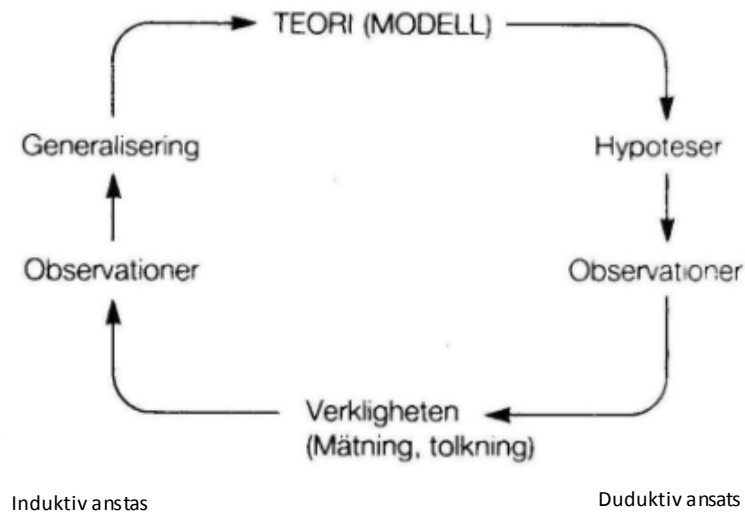 TEORI (MODELL)
Generalisering
Hypoteser
Observationer
Observationer
Verkligheten
(Mätning, tolkning)
Induktiv anstas
Duduktiv ansats